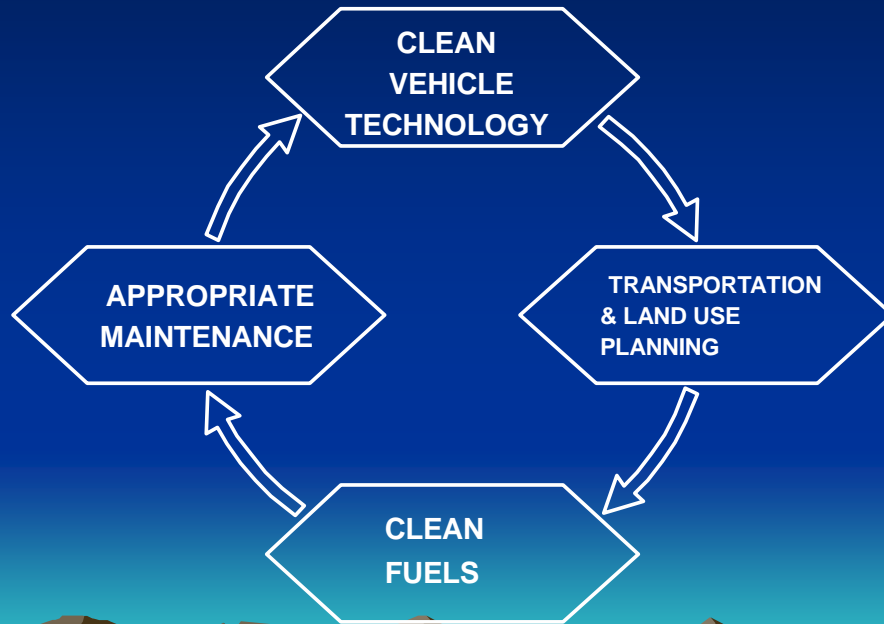 CLEAN
VEHICLE
TECHNOLOGY
APPROPRIATE
MAINTENANCE
TRANSPORTATION
& LAND USE
PLANNING
CLEAN
FUELS